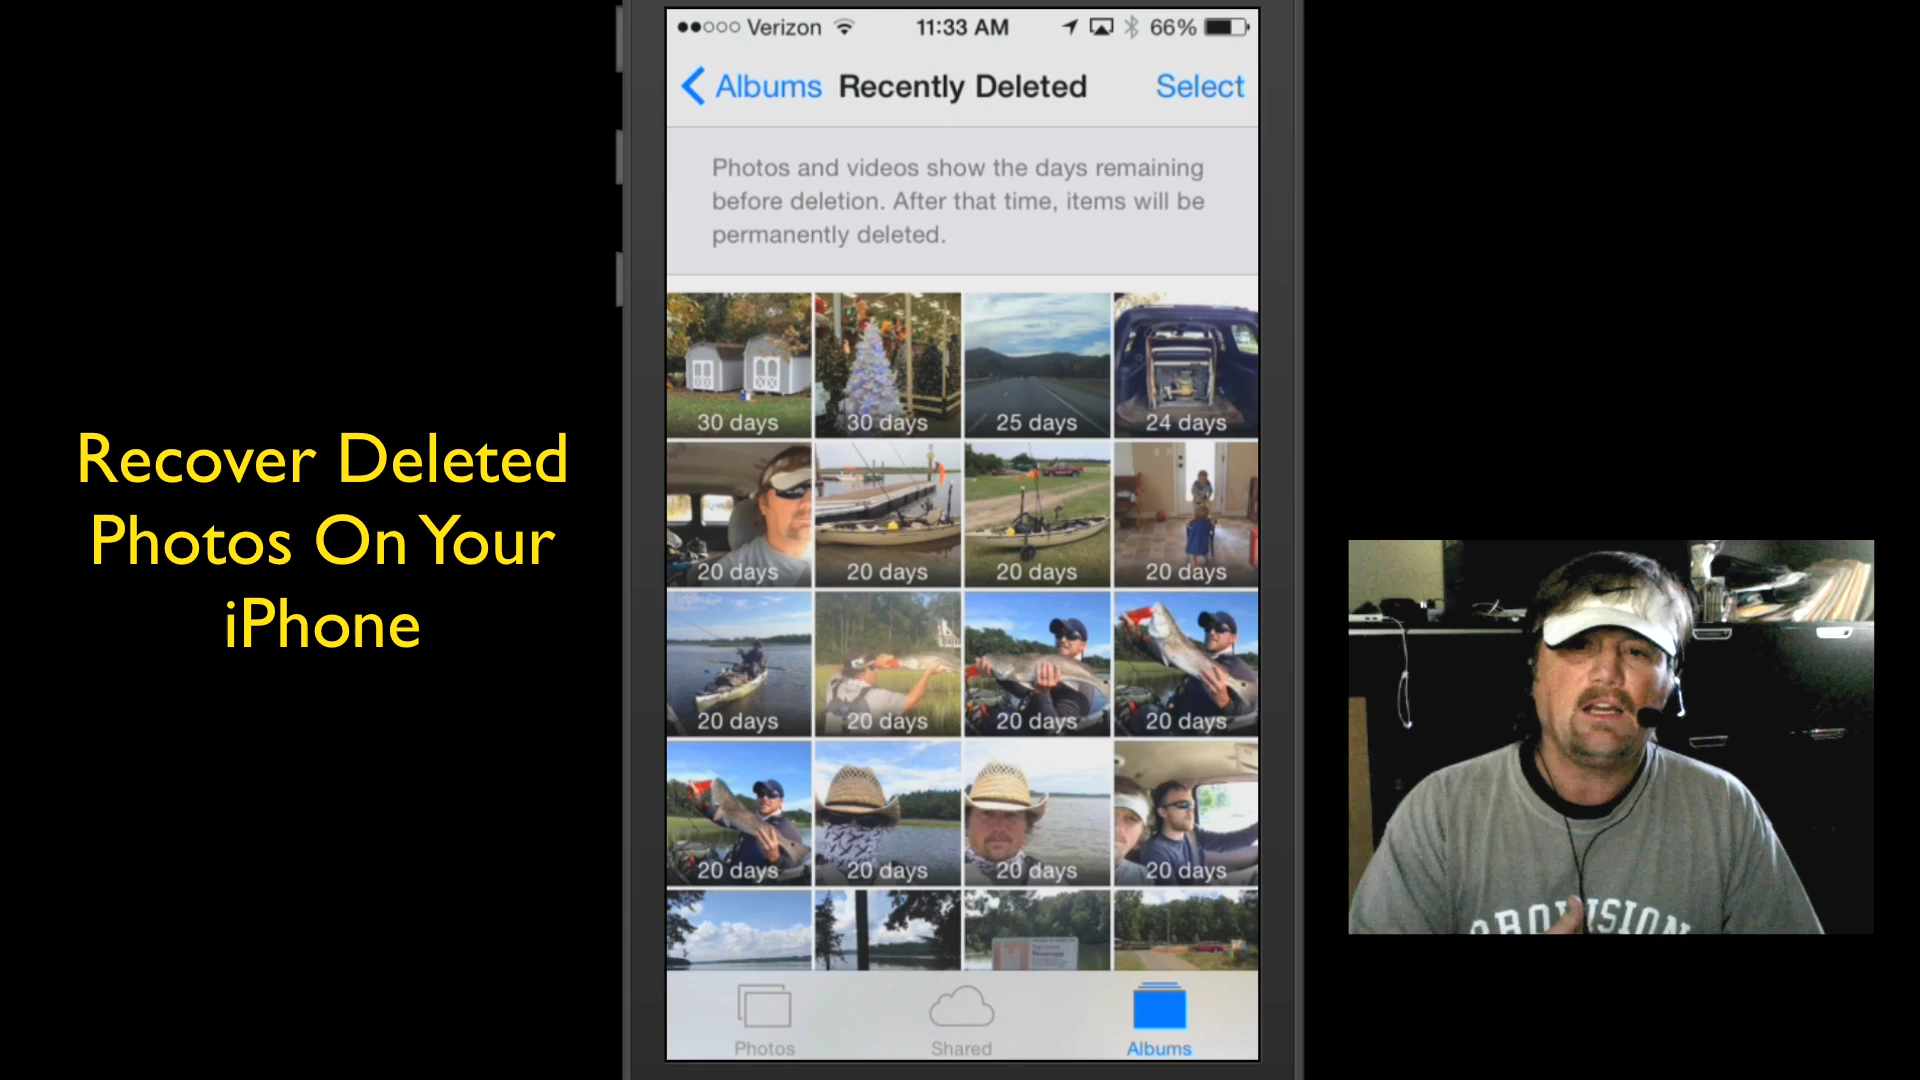 Recover Deleted
Photos On Your
iPhone
Verizon 11:33 AM 66%
Albums Recently Deleted Select
Photos and videos show the days remaining
before deletion. After that time, items will be
permanently deleted.
30 days 30 days 25 days 24 days
20 days 20 days 20 days 20 days
20 days 20 days 20 days 20 days
20 days 20 days 20 days 20 days
Photos Shared Albums